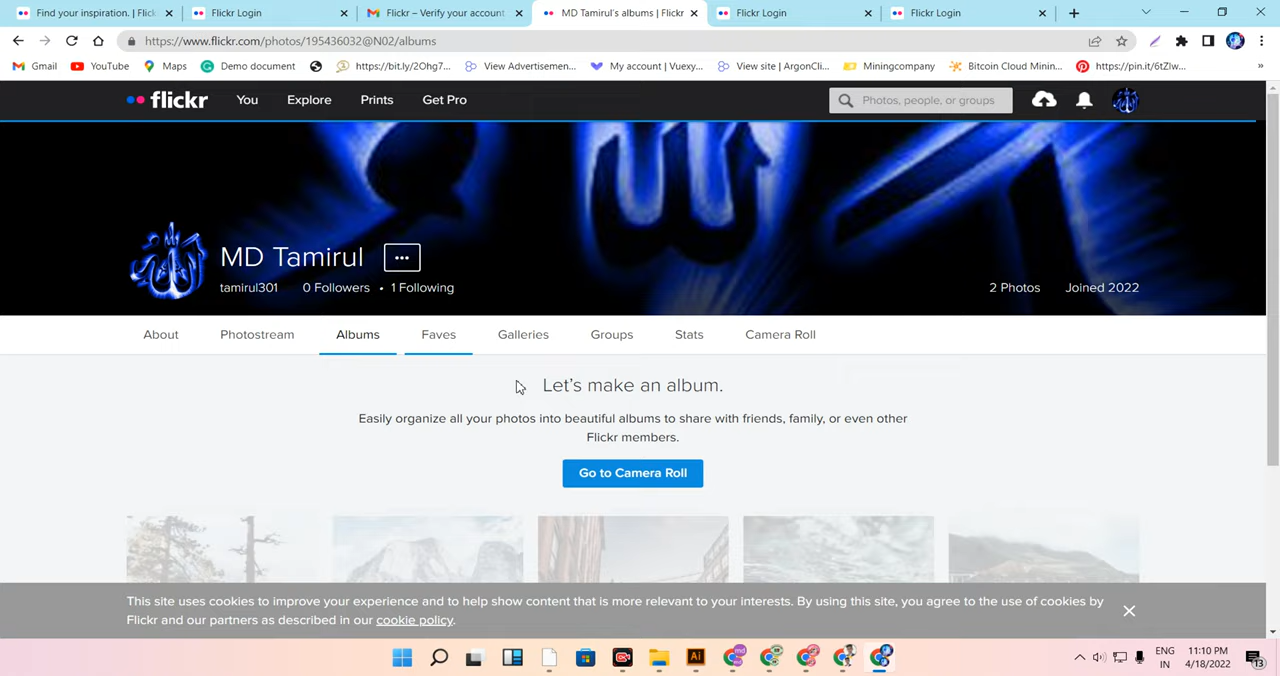 Find your inspiration. | Flick
Flickr Login
Flickr – Verify your account
MD Tamirul's albums | Flickr
Flickr Login
Flickr Login
https://www.flickr.com/photos/195436032@N02/albums
Gmail
YouTube
Maps
Demo document
https://bit.ly/2Ohg7...
View Advertisemen...
My account | Vuexy...
View site | ArgonCli...
Miningcompany
Bitcoin Cloud Minin...
https://pin.it/6tZlw...
»
flickr
You
Explore
Prints
Get Pro
Photos, people, or groups
MD Tamirul
tamirul301
0 Followers • 1 Following
2 Photos
Joined 2022
About
Photostream
Albums
Faves
Galleries
Groups
Stats
Camera Roll
Let's make an album.
Easily organize all your photos into beautiful albums to share with friends, family, or even other
Flickr members.
Go to Camera Roll
This site uses cookies to improve your experience and to help show content that is more relevant to your interests. By using this site, you agree to the use of cookies by
Flickr and our partners as described in our cookie policy.
Ai
ENG
IN
11:10 PM
4/18/2022
13